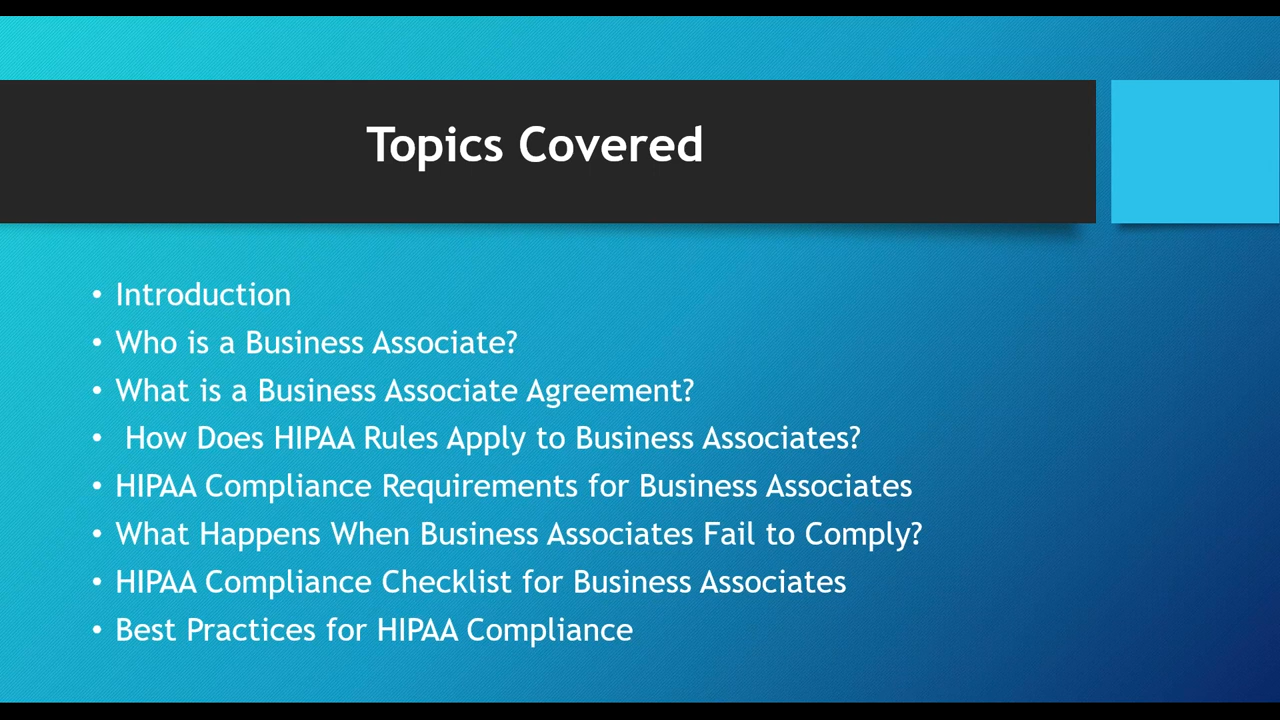 Topics Covered
• Introduction
• Who is a Business Associate?
• What is a Business Associate Agreement?
• How Does HIPAA Rules Apply to Business Associates?
• HIPAA Compliance Requirements for Business Associates
• What Happens When Business Associates Fail to Comply?
• HIPAA Compliance Checklist for Business Associates
• Best Practices for HIPAA Compliance